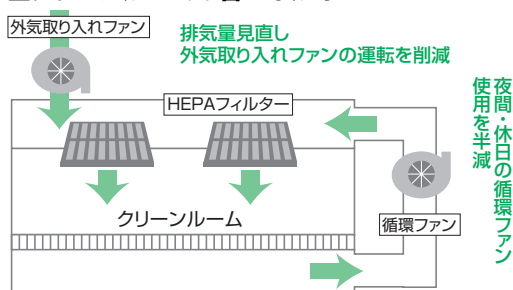 外気取り入れファン
排気量見直し
外気取り入れファンの運転を削減
HEPAフィルター
夜間・休日の循環ファン
使用を半減
クリーンルーム
循環ファン